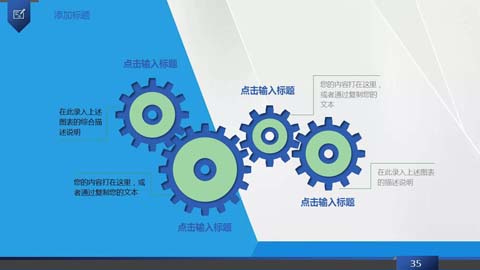 添加标题
点击输入标题
点击输入标题
您的内容打在这里，
或者通过复制您的
文本
在此录入上述
图表的综合描
述说明
在此录入上述图表
的描述说明
您的内容打在这里，或
者通过复制您的文本
点击输入标题
点击输入标题
35